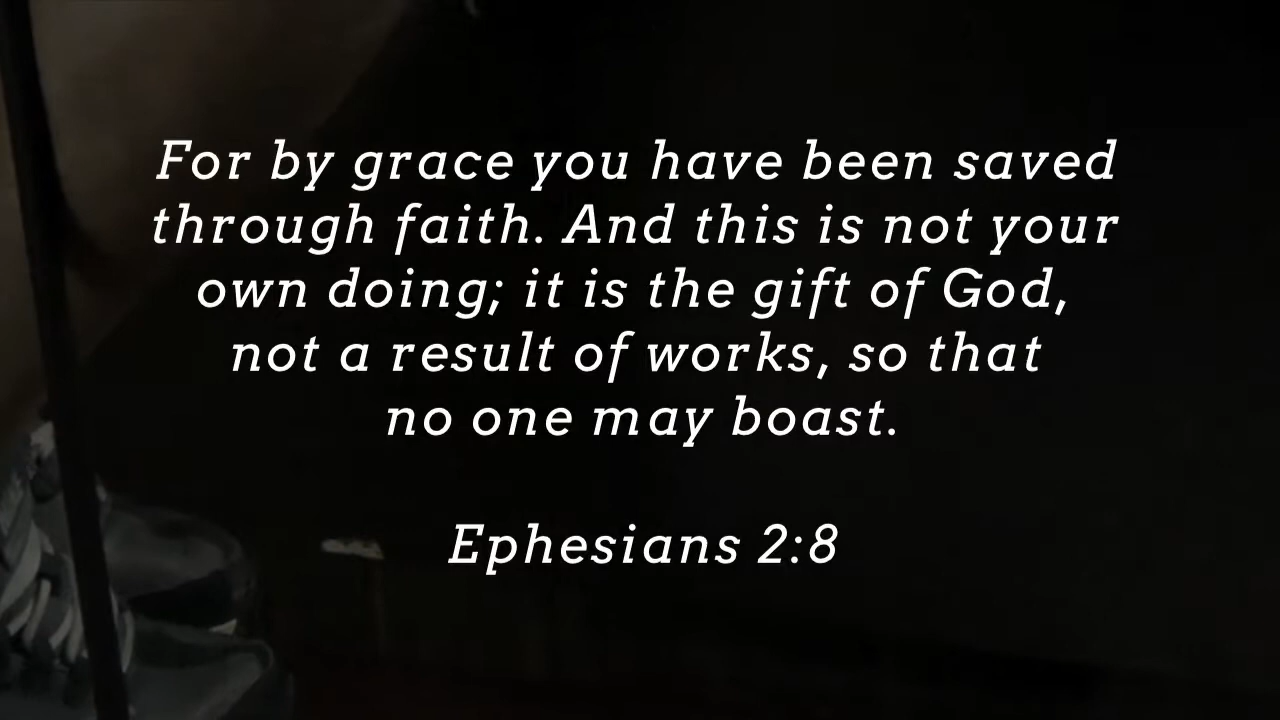 For by grace you have been saved
through faith. And this is not your
own doing; it is the gift of God,
not a result of works, so that
no one may boast.
Ephesians 2:8